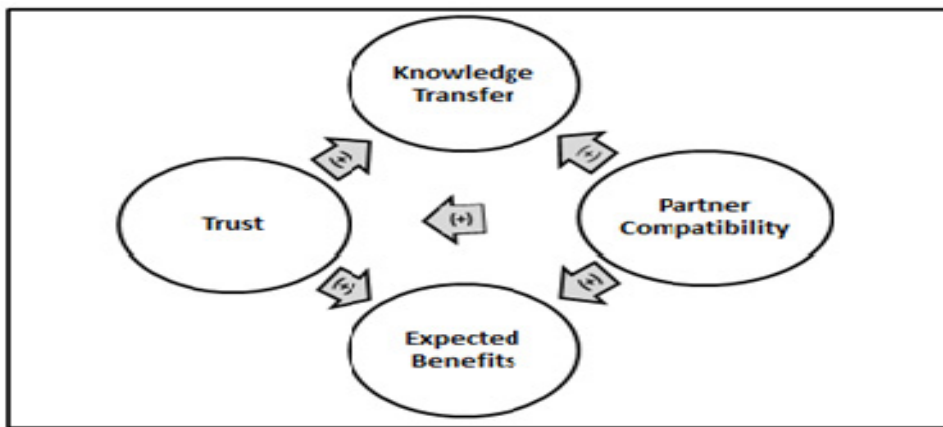 Knowledge
Transfer
(+)
(+)
Trust
(+)
Partner
Compatibility
(+)
(+)
Expected
Benefits